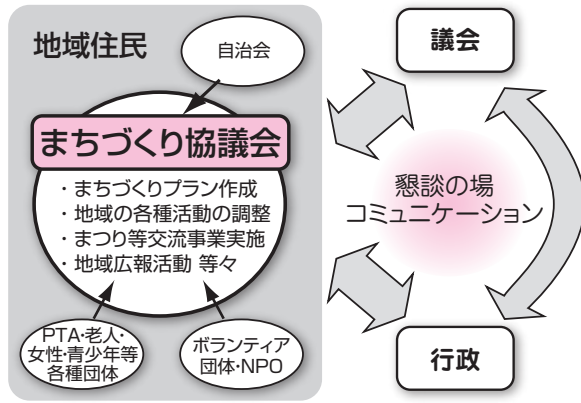 地域住民
自治会
まちづくり協議会
・まちづくりプラン作成
・地域の各種活動の調整
・まつり等交流事業実施
・地域広報活動 等々
PTA・老人・
女性・青少年等
各種団体
ボランティア
団体・NPO
議会
懇談の場
コミュニケーション
行政